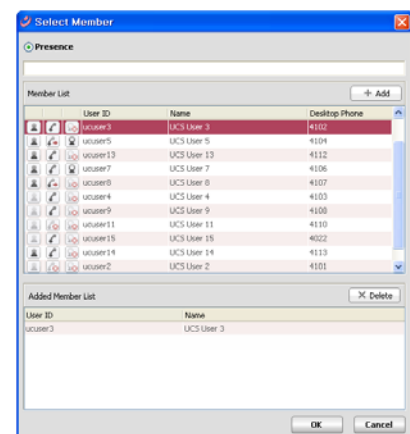 Select Member
Presence
Member List
+ Add
User ID Name Desktop Phone
ucuser3 UCS User 3 4102
ucuser5 UCS User 5 4104
ucuser13 UCS User 13 4112
ucuser7 UCS User 7 4106
ucuser8 UCS User 8 4107
ucuser4 UCS User 4 4103
ucuser9 UCS User 9 4108
ucuser11 UCS User 11 4110
ucuser15 UCS User 15 4022
ucuser14 UCS User 14 4113
ucuser2 UCS User 2 4101
Added Member List
Delete
User ID Name
ucuser3 UCS User 3
OK Cancel